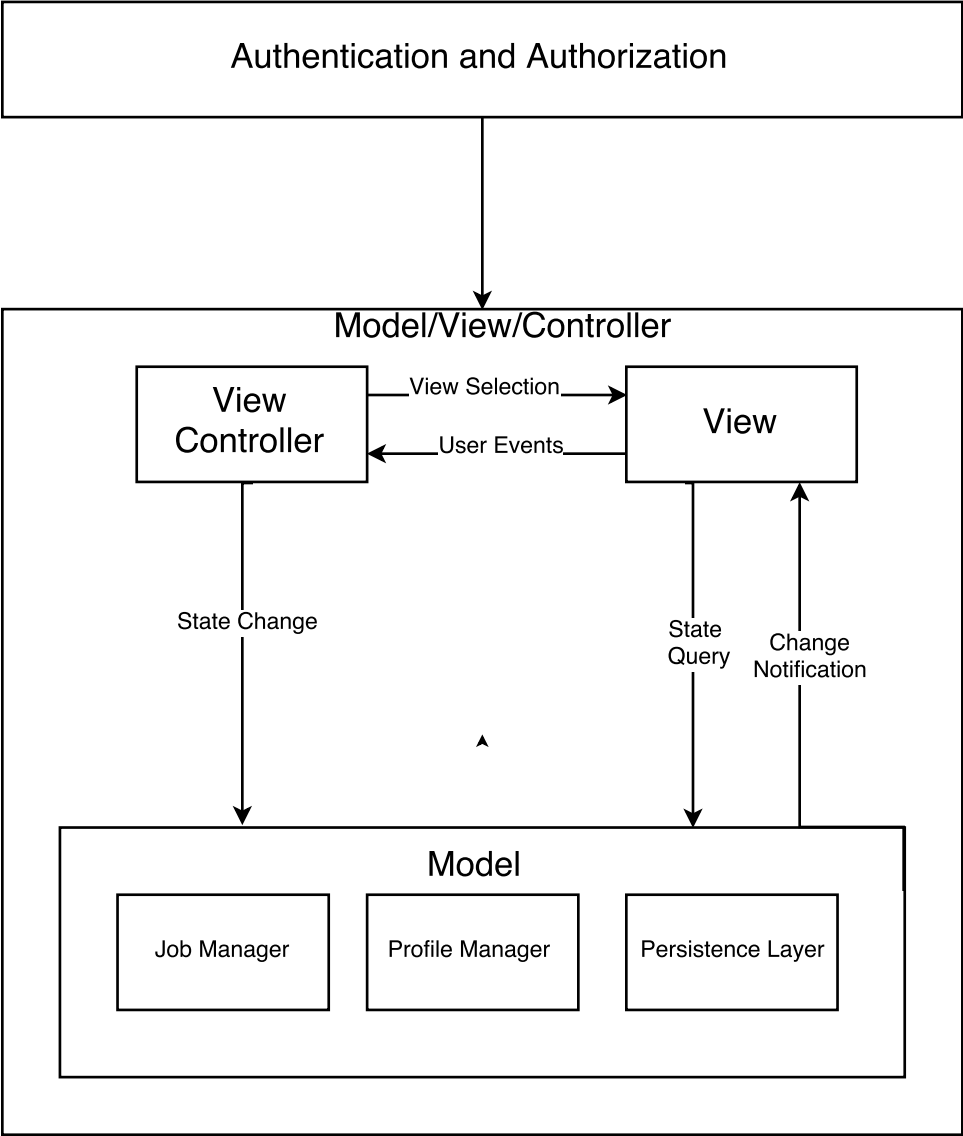 Authentication and Authorization
Model/View/Controller
View
Controller
View Selection
View
User Events
State Change
State
Query
Change
Notification
Model
Job Manager
Profile Manager
Persistence Layer